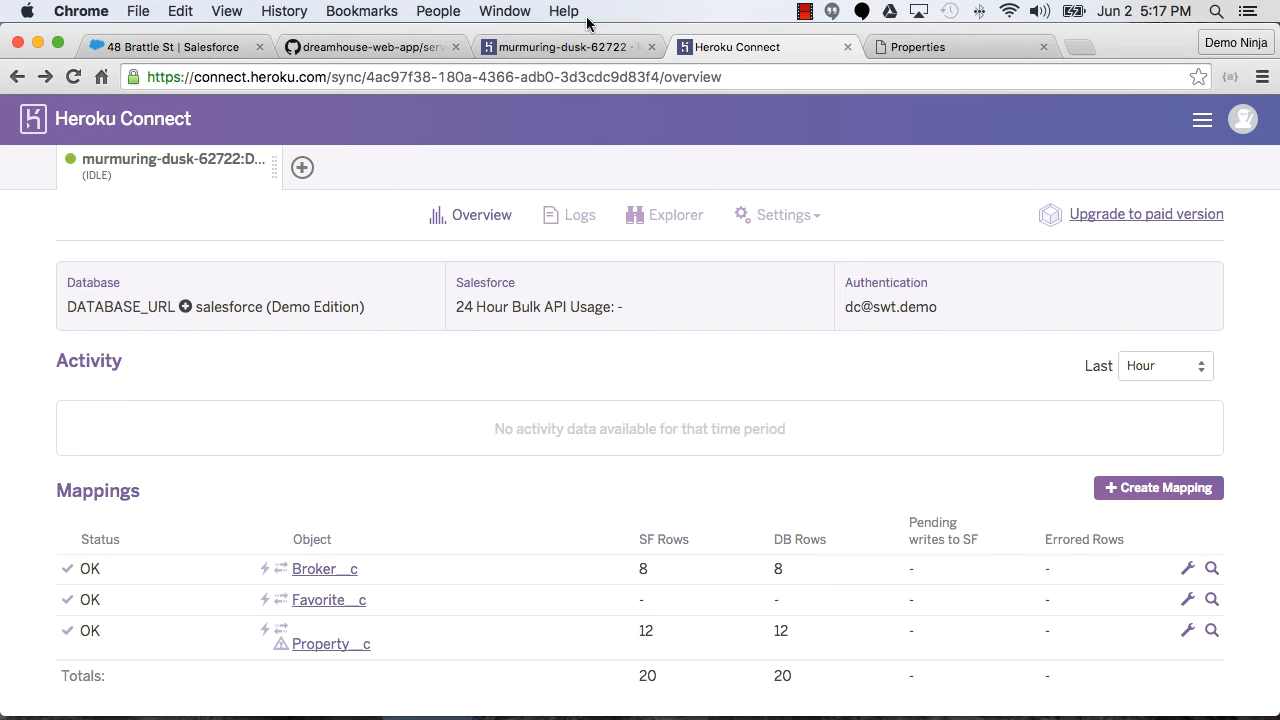 Chrome File Edit View History Bookmarks People Window Help Jun 2 5:17 PM
48 Brattle St | Salesforce × dreamhouse-web-app/serv × murmuring-dusk-62722 · × Heroku Connect × Properties × Demo Ninja
https://connect.heroku.com/sync/4ac97f38-180a-4366-adb0-3d3cdc9d83f4/overview
Heroku Connect
murmuring-dusk-62722:D...
(IDLE)
Overview Logs Explorer Settings Upgrade to paid version
Database Salesforce Authentication
DATABASE_URL salesforce (Demo Edition) 24 Hour Bulk API Usage: - dc@swt.demo
Activity Last Hour
No activity data available for that time period
Mappings + Create Mapping
Status Object SF Rows DB Rows Pending writes to SF Errored Rows
OK Broker__c 8 8 - -
OK Favorite__c - - - -
OK Property__c 12 12 - -
Totals: 20 20 - -